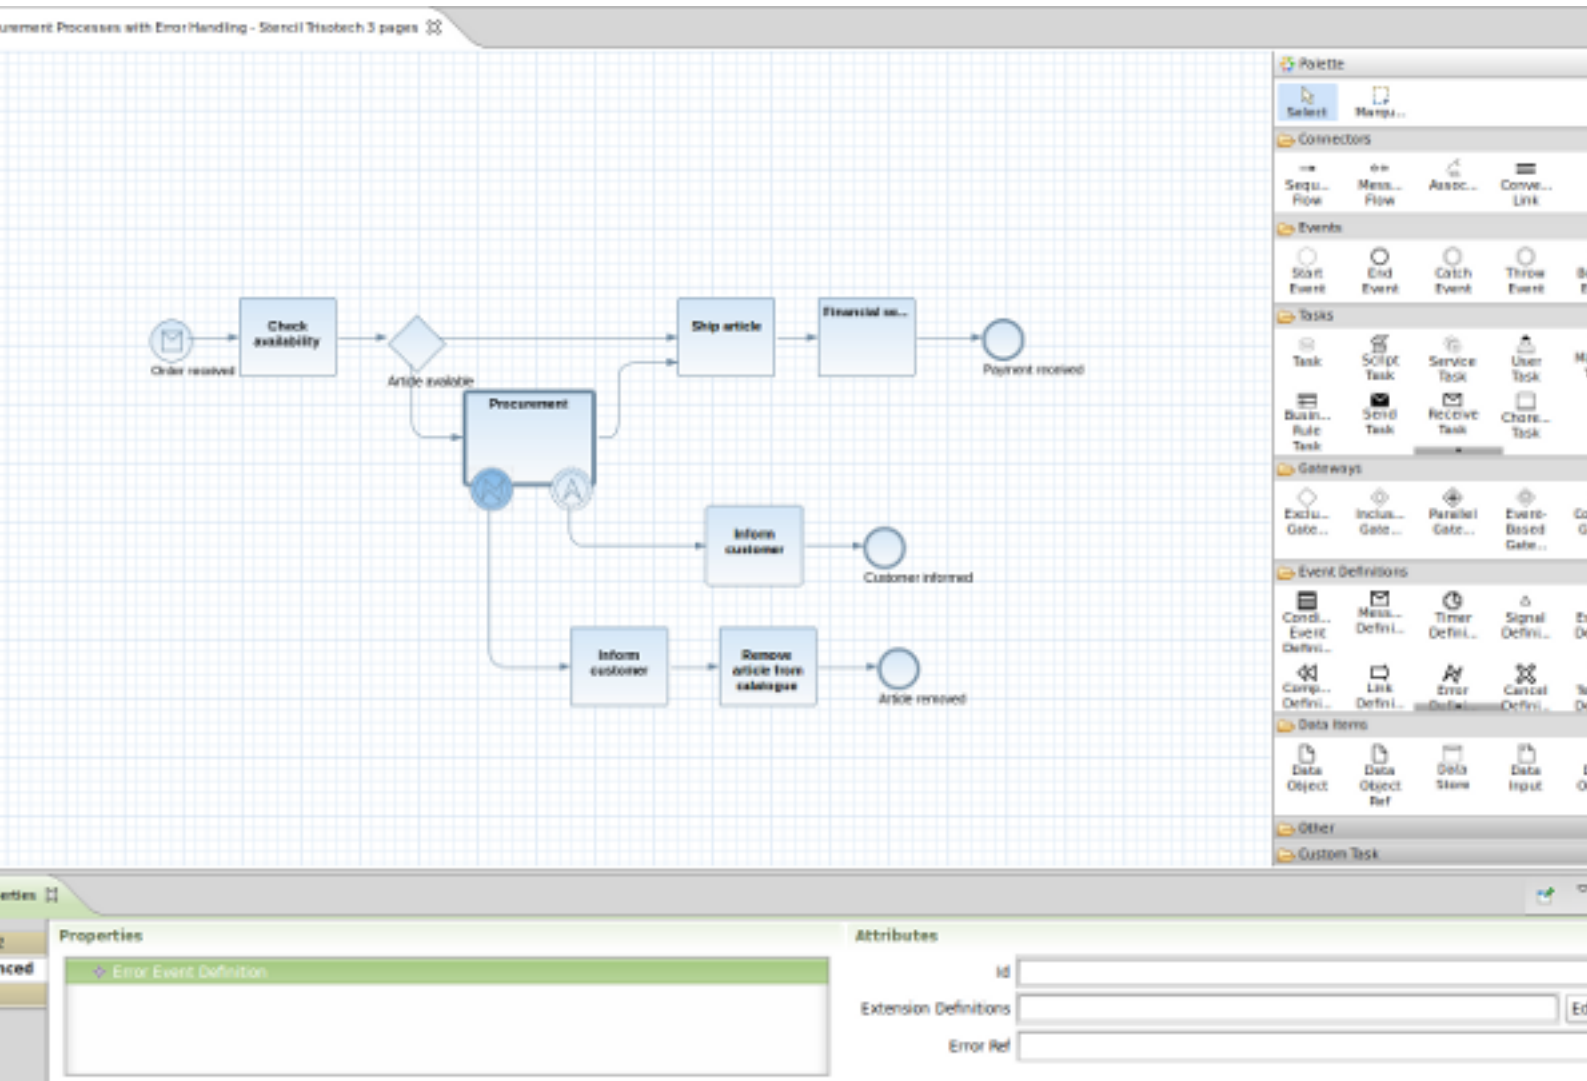 urement Processes with Error Handling - Stencil Trisotech 3 pages
Palette
Select
Marqu...
Connectors
Sequ... Flow
Mess... Flow
Assoc...
Conve... Link
Events
Start Event
End Event
Catch Event
Throw Event
Tasks
Task
Script Task
Service Task
User Task
Busin... Rule Task
Send Task
Receive Task
Chore... Task
Gateways
Exclu... Gate...
Inclus... Gate...
Parallel Gate...
Event-Based Gate...
Event Definitions
Condi... Event Defini...
Mess... Defini...
Timer Defini...
Signal Defini...
Comp... Defini...
Link Defini...
Error
Cancel Defini...
Data Items
Data Object
Data Object Ref
Data Store
Data Input
Other
Custom Task
Check
availability
Order received
Article available
Ship article
Financial se...
Payment received
Procurement
Inform
customer
Customer informed
Inform
customer
Remove
article from
catalogue
Article removed
erties
nced
Properties
Error Event Definition
Attributes
Id
Extension Definitions
Ed
Error Ref